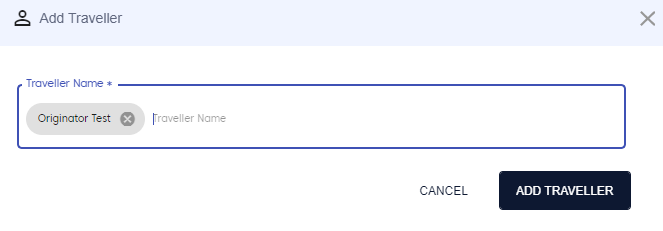 Add Traveller
Traveller Name *
Originator Test
Traveller Name
CANCEL
ADD TRAVELLER